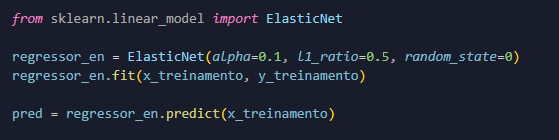 from sklearn.linear_model import ElasticNet
regressor_en = ElasticNet(alpha=0.1, l1_ratio=0.5, random_state=0)
regressor_en.fit(x_treinamento, y_treinamento)
pred = regressor_en.predict(x_treinamento)